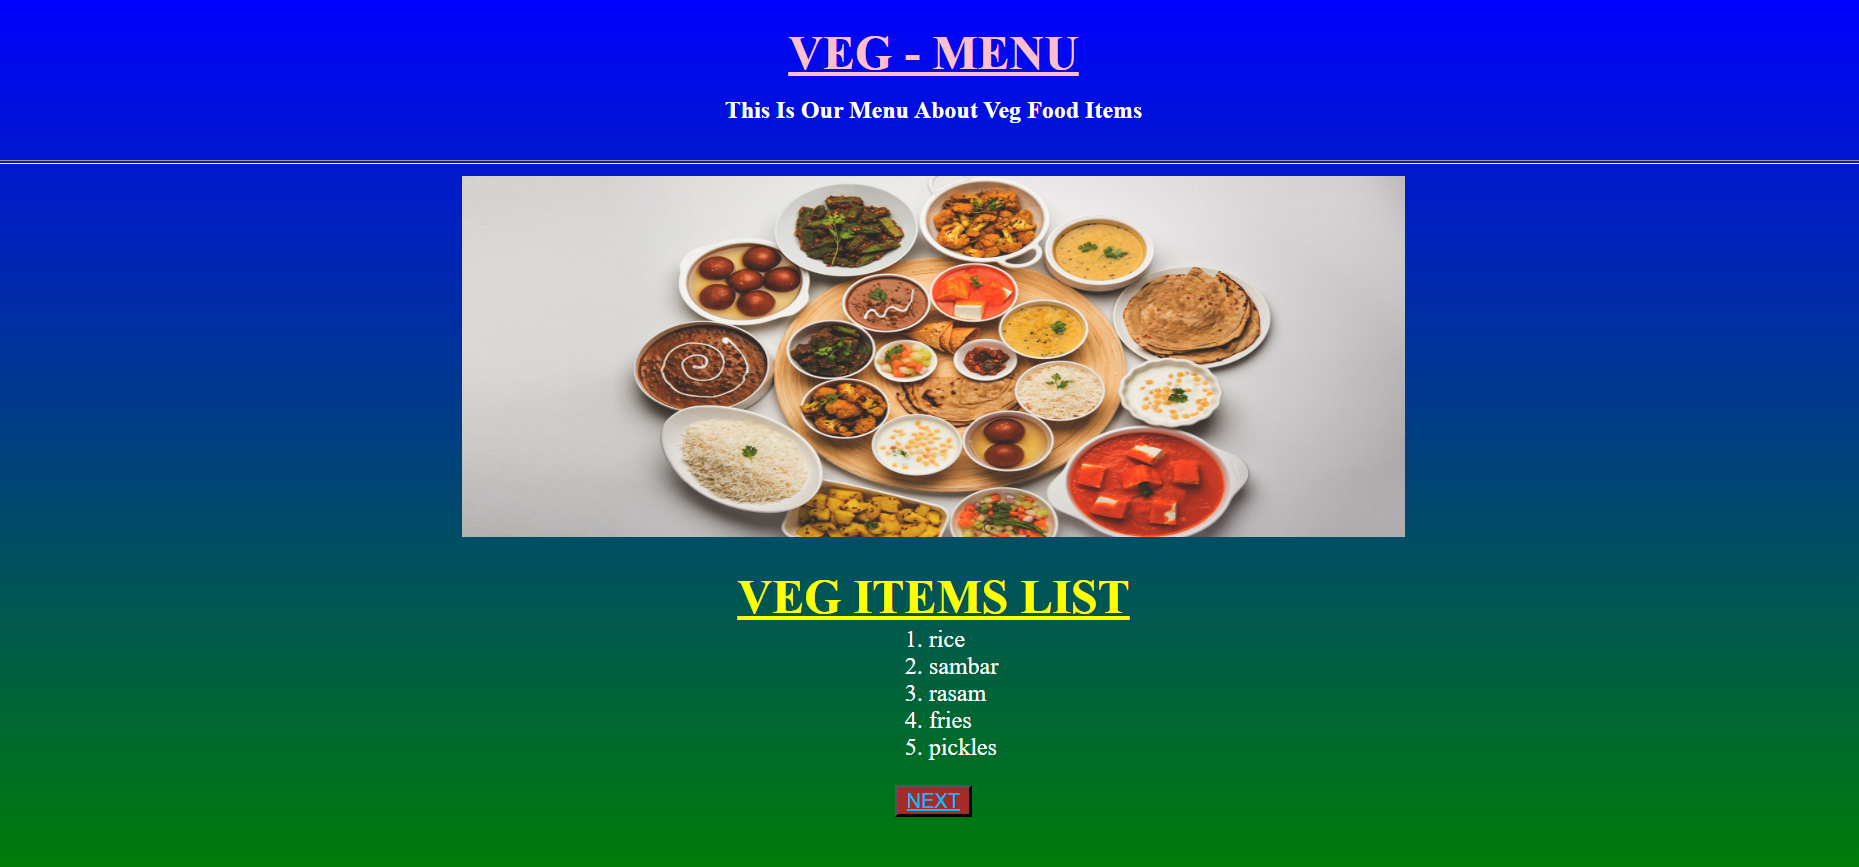 VEG - MENU
This Is Our Menu About Veg Food Items
VEG ITEMS LIST
1. rice
2. sambar
3. rasam
4. fries
5. pickles
NEXT